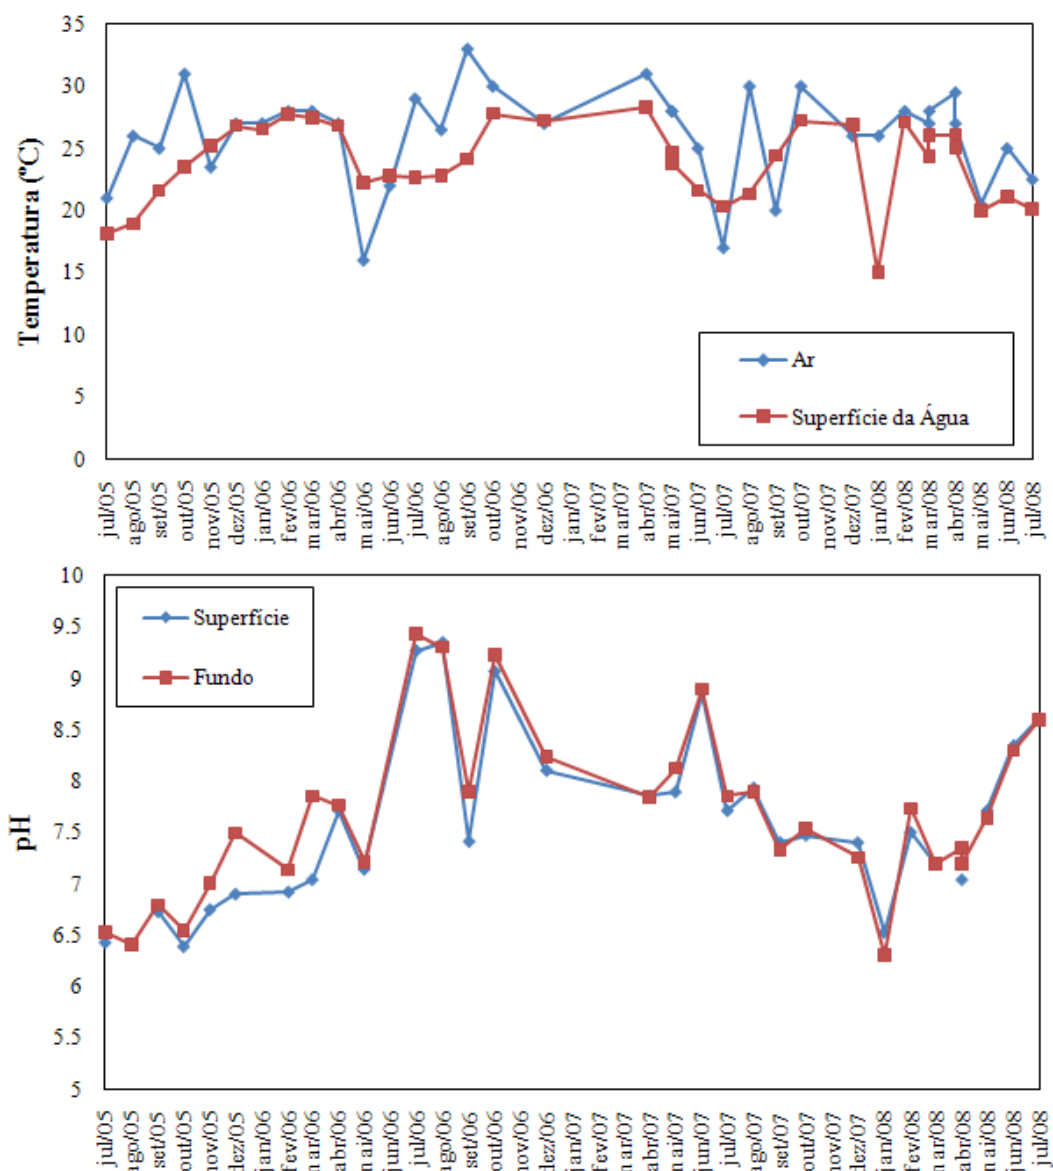 35
30
25
20
15
10
5
0
Temperatura (ºC)
Ar
Superfície da Água
jul/05
ago/05
set/05
out/05
nov/05
dez/05
jan/06
fev/06
mar/06
abr/06
mai/06
jun/06
jul/06
ago/06
set/06
out/06
nov/06
dez/06
jan/07
fev/07
mar/07
abr/07
mai/07
jun/07
jul/07
ago/07
set/07
out/07
nov/07
dez/07
jan/08
fev/08
mar/08
abr/08
mai/08
jun/08
jul/08
10
9.5
9
8.5
8
7.5
7
6.5
6
5.5
5
pH
Superfície
Fundo
jul/05
ago/05
set/05
out/05
nov/05
dez/05
jan/06
fev/06
mar/06
abr/06
mai/06
jun/06
jul/06
ago/06
set/06
out/06
nov/06
dez/06
jan/07
fev/07
mar/07
abr/07
mai/07
jun/07
jul/07
ago/07
set/07
out/07
nov/07
dez/07
jan/08
fev/08
mar/08
abr/08
mai/08
jun/08
jul/08